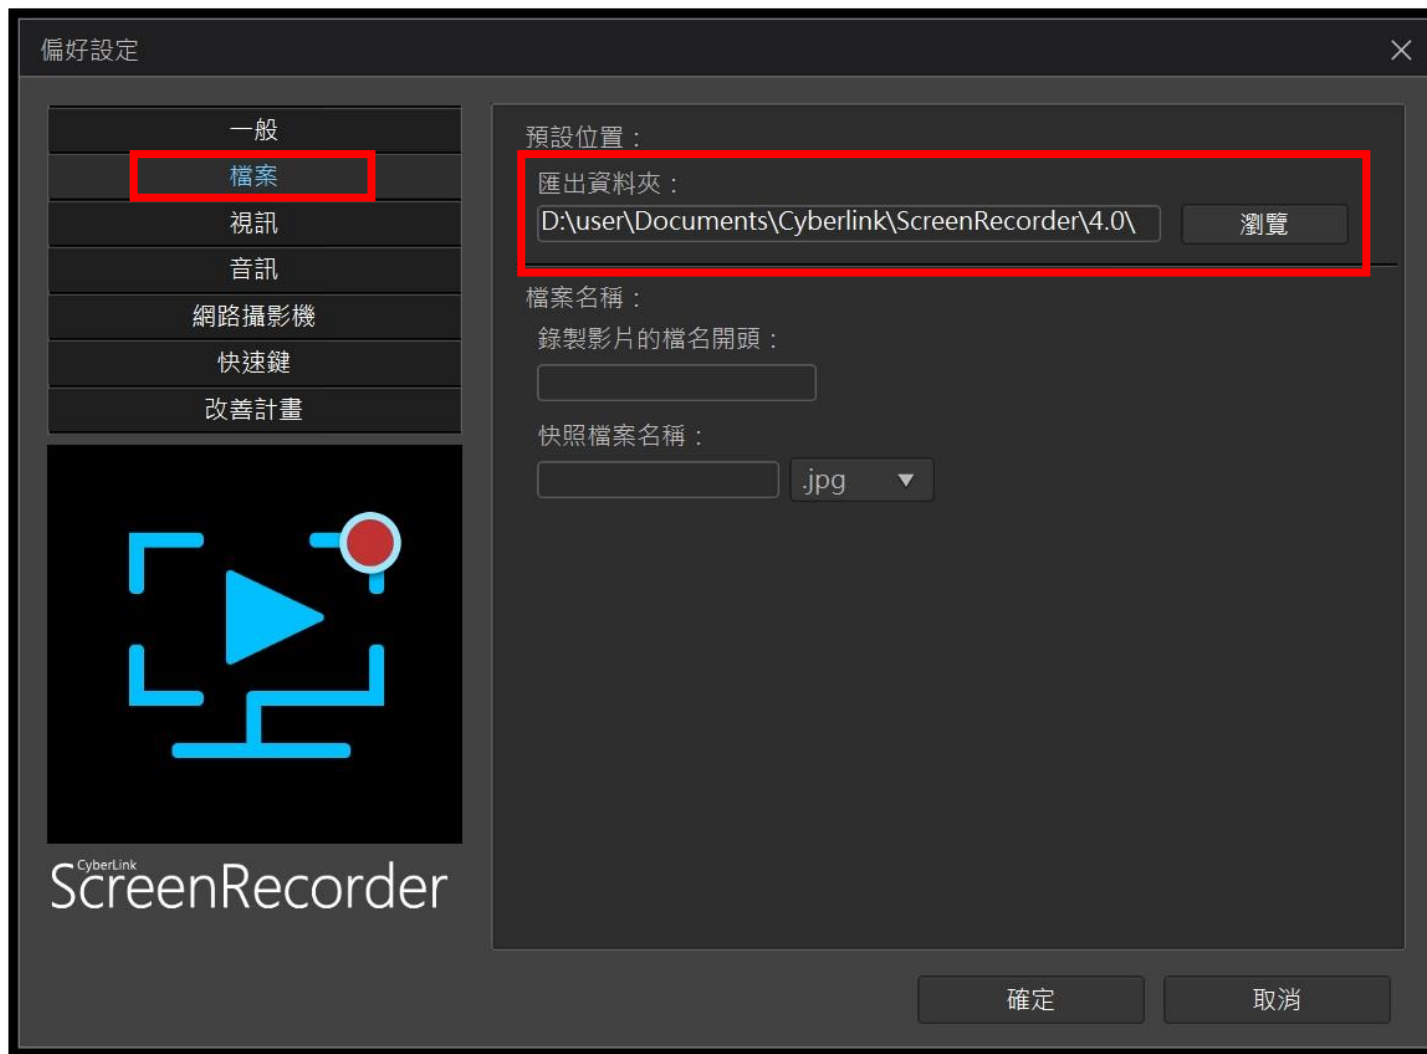 偏好設定
一般
檔案
視訊
音訊
網路攝影機
快速鍵
改善計畫
CyberLink
ScreenRecorder
預設位置：
匯出資料夾：
D:\user\Documents\Cyberlink\ScreenRecorder\4.0\ 瀏覽
檔案名稱：
錄製影片的檔名開頭：
快照檔案名稱：
.jpg
確定 取消